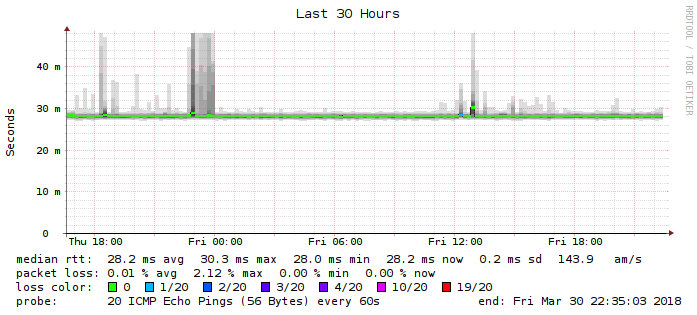 Last 30 Hours
RRDTOOL / TOBI OETIKER
Seconds
40 m
30 m
20 m
10 m
0
Thu 18:00 Fri 00:00 Fri 06:00 Fri 12:00 Fri 18:00
median rtt: 28.2 ms avg 30.3 ms max 28.0 ms min 28.2 ms now 0.2 ms sd 143.9 am/s
packet loss: 0.01 % avg 2.12 % max 0.00 % min 0.00 % now
loss color: 0 1/20 2/20 3/20 4/20 10/20 19/20
probe: 20 ICMP Echo Pings (56 Bytes) every 60s end: Fri Mar 30 22:35:03 2018